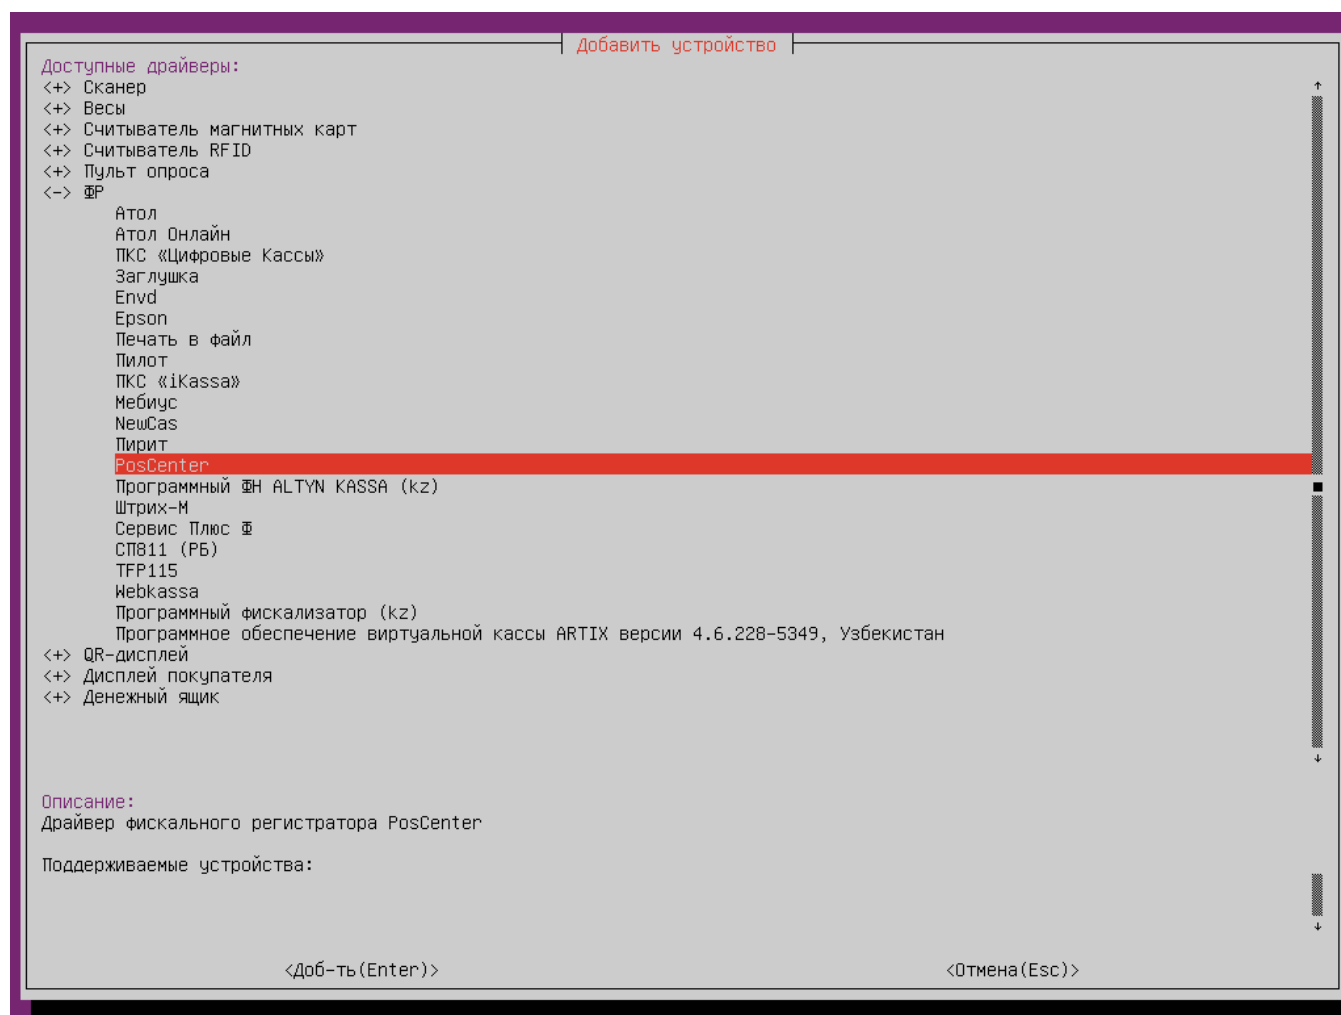 Добавить устройство
Доступные драйверы:
<+> Сканер
<+> Весы
<+> Считыватель магнитных карт
<+> Считыватель RFID
<+> Пульт опроса
<-> ФР
Атол
Атол Онлайн
ПКС «Цифровые Кассы»
Заглушка
Envd
Epson
Печать в файл
Пилот
ПКС «iKassa»
Мебиус
NewCas
Пирит
PosCenter
Программный ФН ALTYN KASSA (kz)
Штрих-М
Сервис Плюс Ф
СП811 (РБ)
TFP115
Webkassa
Программный фискализатор (kz)
Программное обеспечение виртуальной кассы ARTIX версии 4.6.228-5349, Узбекистан
<+> QR-дисплей
<+> Дисплей покупателя
<+> Денежный ящик
Описание:
Драйвер фискального регистратора PosCenter
Поддерживаемые устройства:
<Доб-ть(Enter)> <Отмена(Esc)>